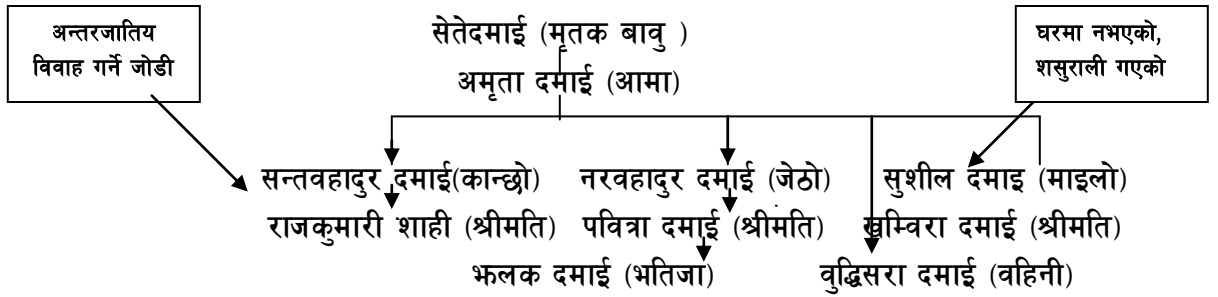 अन्तरजातिय
विवाह गर्ने जोडी
सेतेदमाई (मृतक बावु )
अमृता दमाई (आमा)
घरमा नभएको,
शसुराली गएको
सन्तवहादुर दमाई(कान्छो) नरवहादुर दमाई (जेठो) सुशील दमाइ (माइलो)
राजकुमारी शाही (श्रीमति) पवित्रा दमाई (श्रीमति) खम्विरा दमाई (श्रीमति)
झलक दमाई (भतिजा) वुद्धिसरा दमाई (वहिनी)